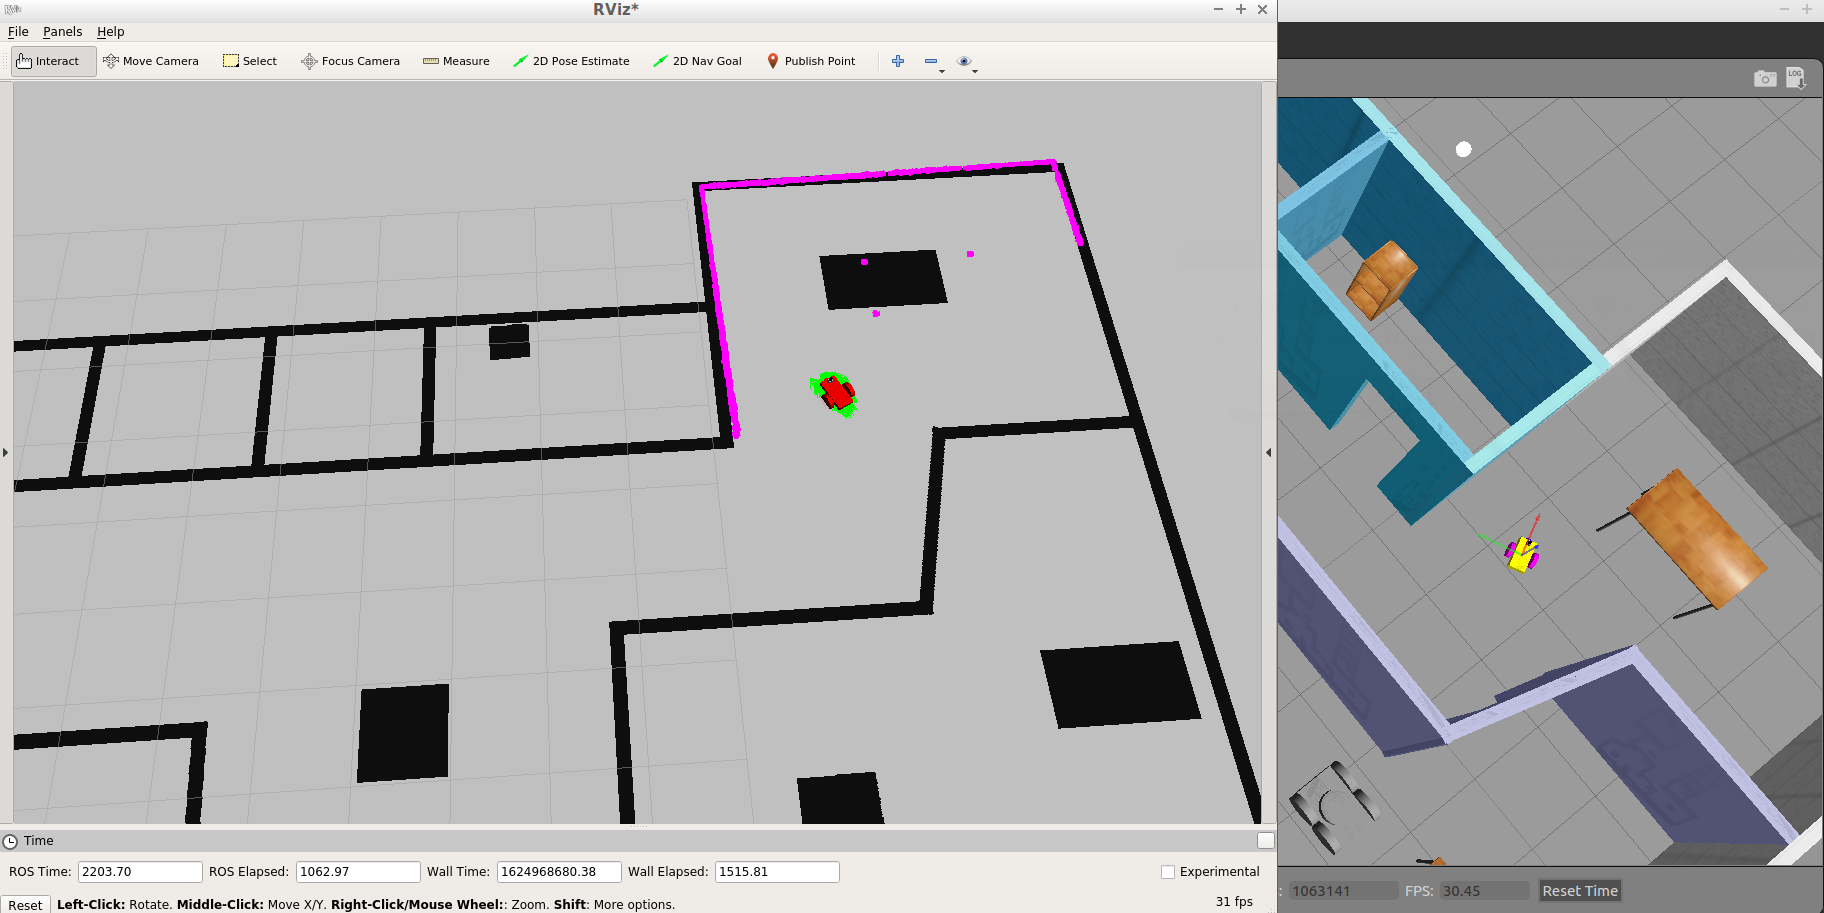 RViz*
File Panels Help
Interact Move Camera Select Focus Camera Measure 2D Pose Estimate 2D Nav Goal Publish Point
LOG
Time
ROS Time: 2203.70 ROS Elapsed: 1062.97 Wall Time: 1624968680.38 Wall Elapsed: 1515.81 Experimental
: 1063141 FPS: 30.45 Reset Time
Reset Left-Click: Rotate. Middle-Click: Move X/Y. Right-Click/Mouse Wheel:: Zoom. Shift: More options. 31 fps